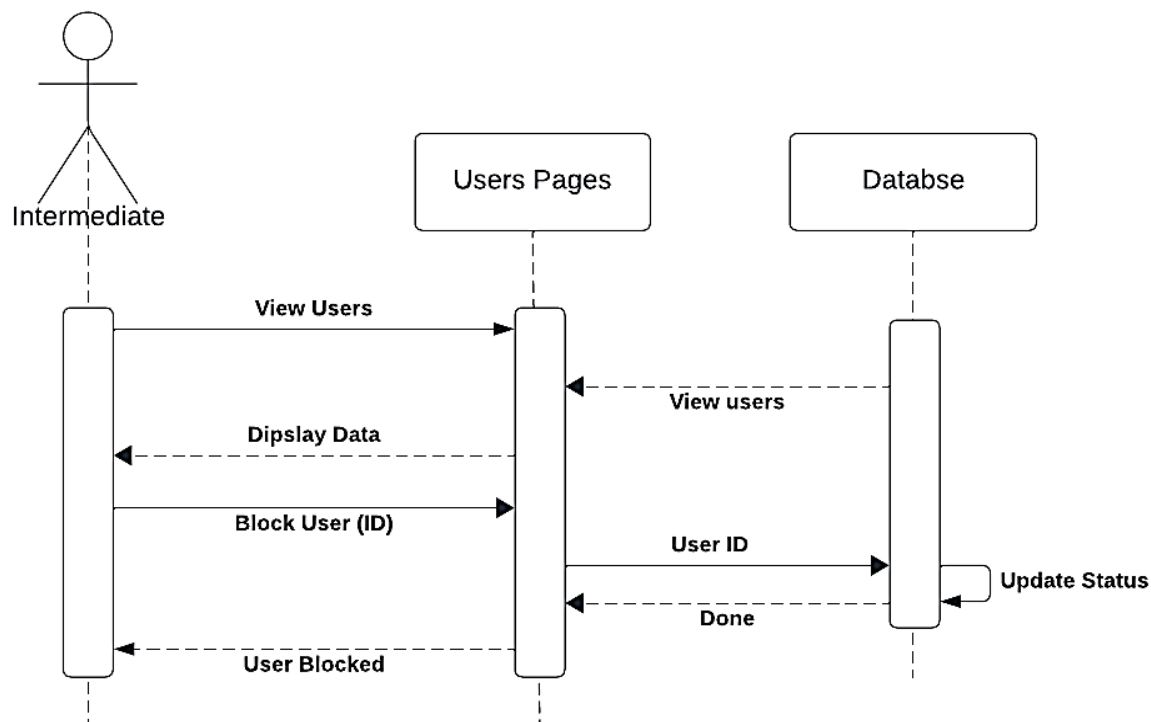 Users Pages
Databse
Intermediate
View Users
View users
Dipslay Data
Block User (ID)
User ID
Update Status
Done
User Blocked